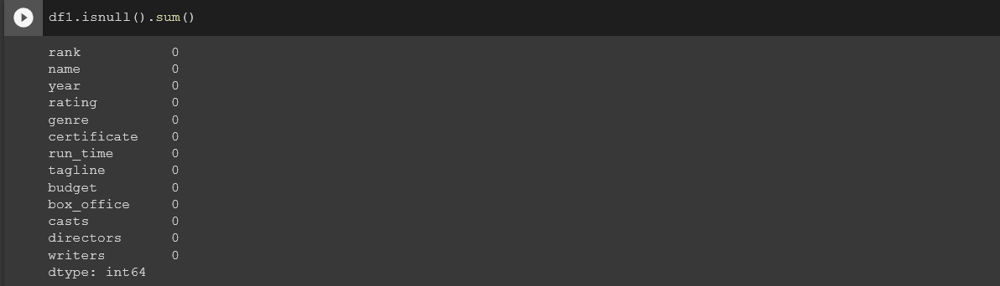 df1.isnull().sum()
rank 0
name 0
year 0
rating 0
genre 0
certificate 0
run_time 0
tagline 0
budget 0
box_office 0
casts 0
directors 0
writers 0
dtype: int64